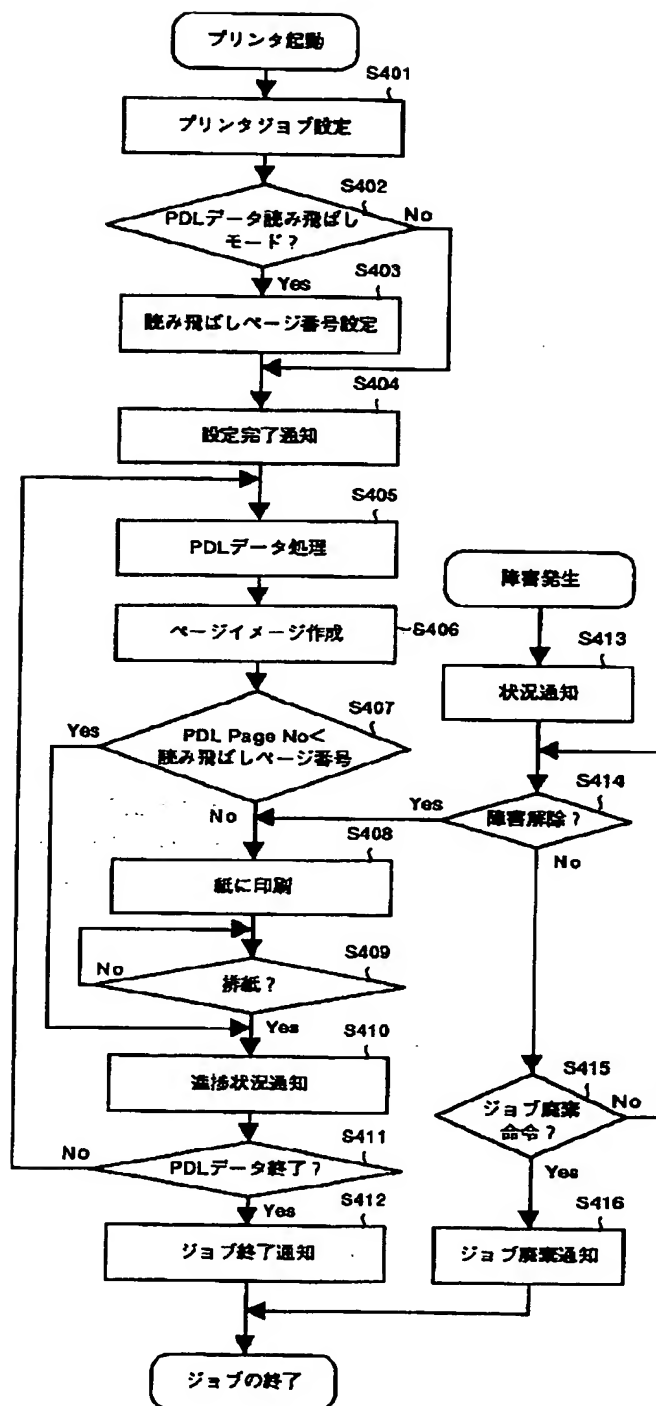 プリンタ起動
S401
プリンタジョブ設定
S402
PDLデータ読み飛ばし
モード?
No
Yes
S403
読み飛ばしページ番号設定
S404
設定完了通知
S405
PDLデータ処理
ページイメージ作成
S406
S407
Yes
PDL Page No<
読み飛ばしページ番号
No
S408
紙に印刷
S409
No
排紙?
Yes
S410
進捗状況通知
S411
No
PDLデータ終了?
Yes
S412
ジョブ終了通知
ジョブの終了
障害発生
S413
状況通知
S414
Yes
障害解除?
No
S415
ジョブ廃棄
命令?
No
Yes
S416
ジョブ廃棄通知